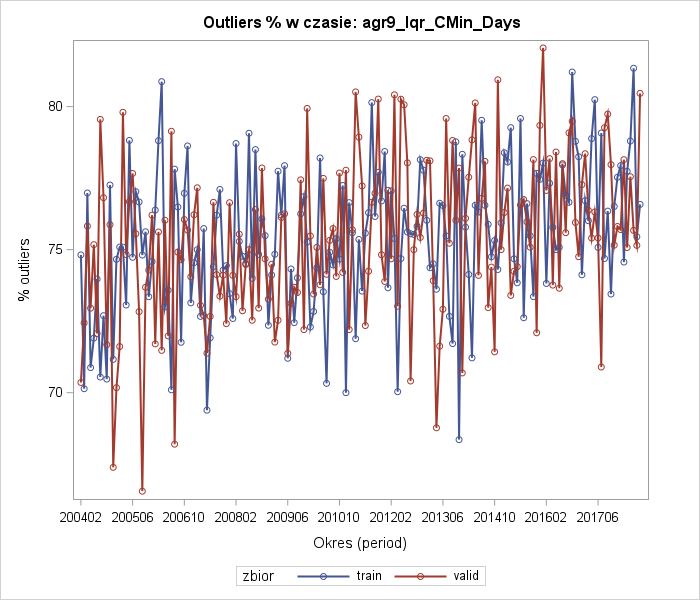 Outliers % w czasie: agr9_Iqr_CMin_Days
% outliers
80
75
70
200402 200506 200610 200802 200906 201010 201202 201306 201410 201602 201706
Okres (period)
zbior train valid